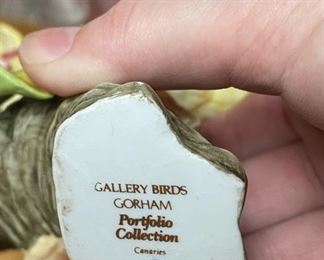 GALLERY BIRDS
GORHAM
Portfolio
Collection
Canaries